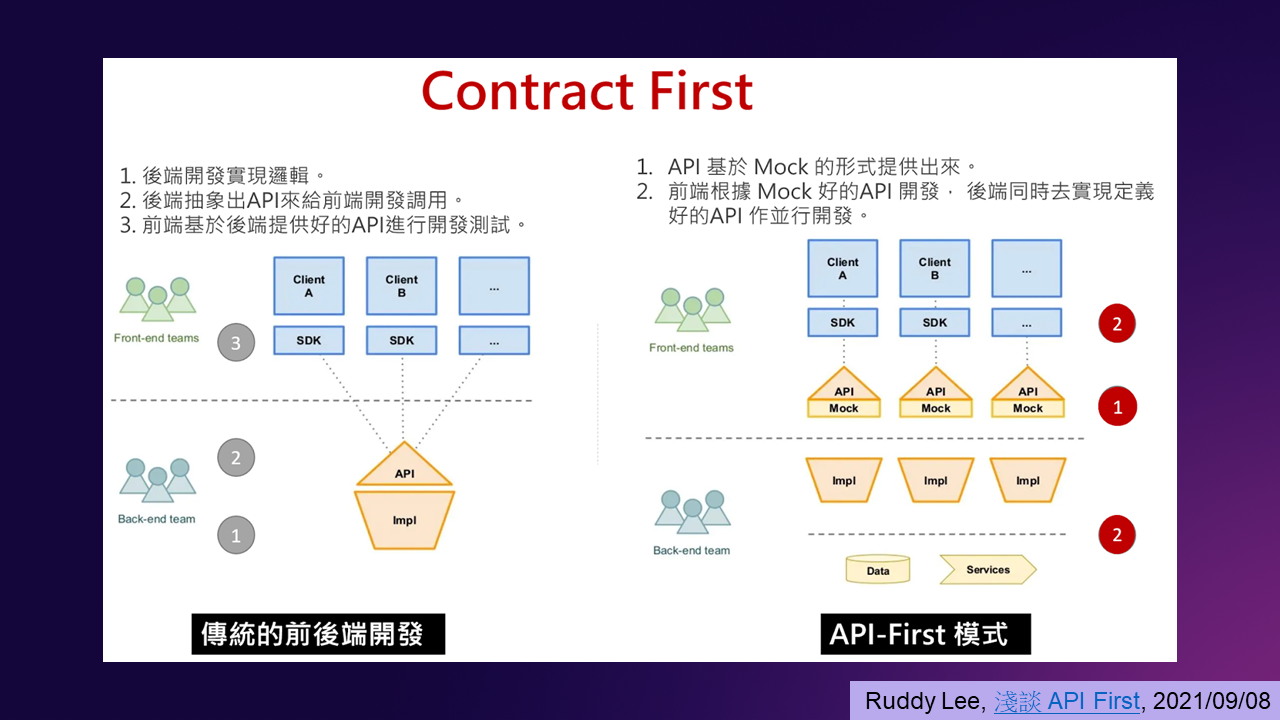 Contract First
1. 後端開發實現邏輯。
2. 後端抽象出API來給前端開發調用。
3. 前端基於後端提供好的API進行開發測試。
Client
A
Client
B
...
SDK
SDK
...
Front-end teams
3
2
API
Back-end team
1
Impl
傳統的前後端開發
1. API 基於 Mock 的形式提供出來。
2. 前端根據 Mock 好的API 開發， 後端同時去實現定義
好的API 作並行開發。
Client
A
Client
B
...
SDK
SDK
...
2
Front-end teams
API
API
API
Mock
Mock
Mock
1
Impl
Impl
Impl
Back-end team
2
Data
Services
API-First 模式
Ruddy Lee, 淺談 API First, 2021/09/08